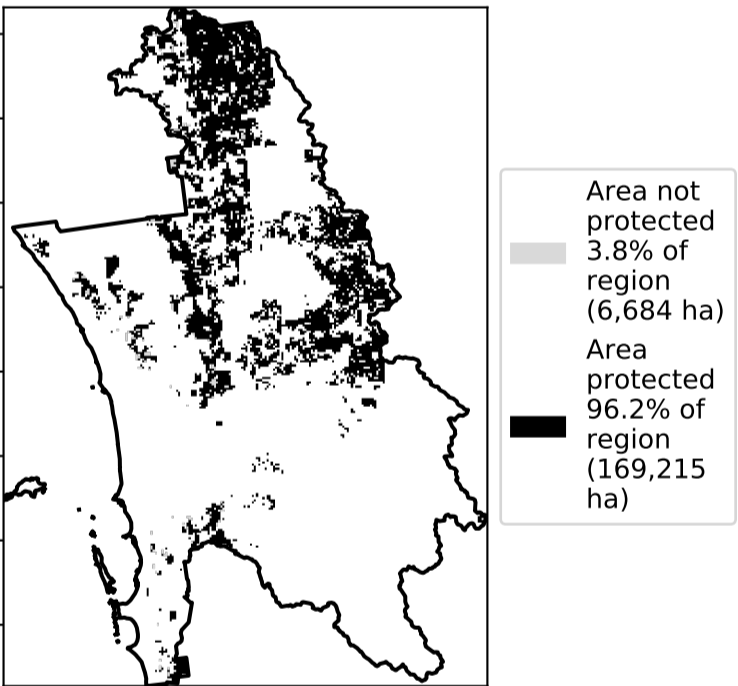 Area not
protected
3.8% of
region
(6,684 ha)
Area
protected
96.2% of
region
(169,215
ha)